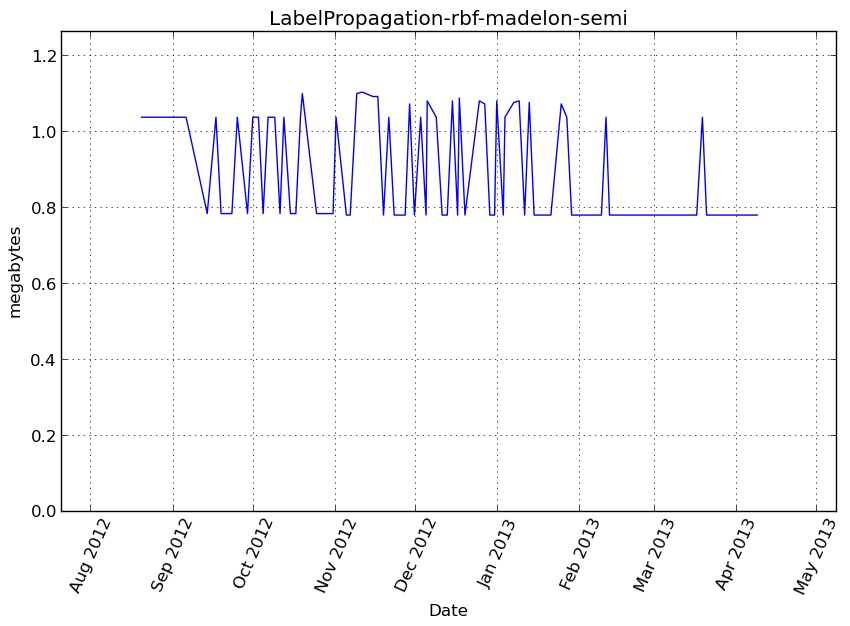 LabelPropagation-rbf-madelon-semi
1.2
1.0
0.8
0.6
0.4
0.2
0.0
megabytes
Aug 2012
Sep 2012
Oct 2012
Nov 2012
Dec 2012
Jan 2013
Feb 2013
Mar 2013
Apr 2013
May 2013
Date